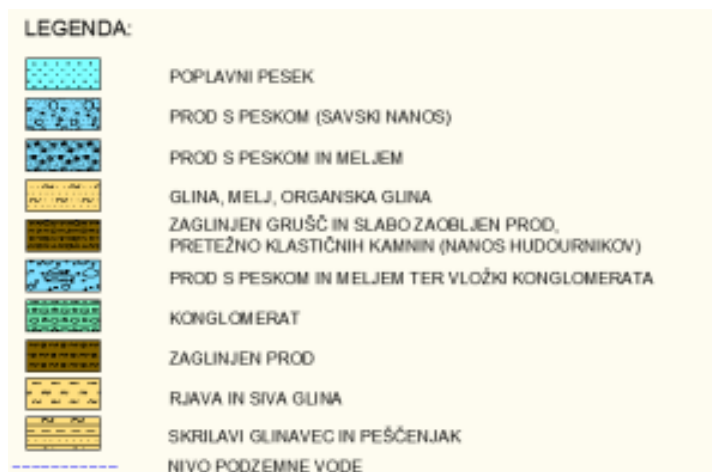 LEGENDA:
POPLAVNI PESEK
PROD S PESKOM (SAVSKI NANOS)
PROD S PESKOM IN MELJEM
GLINA, MELJ, ORGANSKA GLINA
ZAGLINJEN GRUŠČ IN SLABO ZAOBLJEN PROD,
PRETEŽNO KLASTIČNIH KAMNIN (NANOS HUDOURNIKOV)
PROD S PESKOM IN MELJEM TER VLOŽKI KONGLOMERATA
KONGLOMERAT
ZAGLINJEN PROD
RJAVA IN SIVA GLINA
SKRILAVI GLINAVEC IN PEŠČENJAK
NIVO PODZEMNE VODE